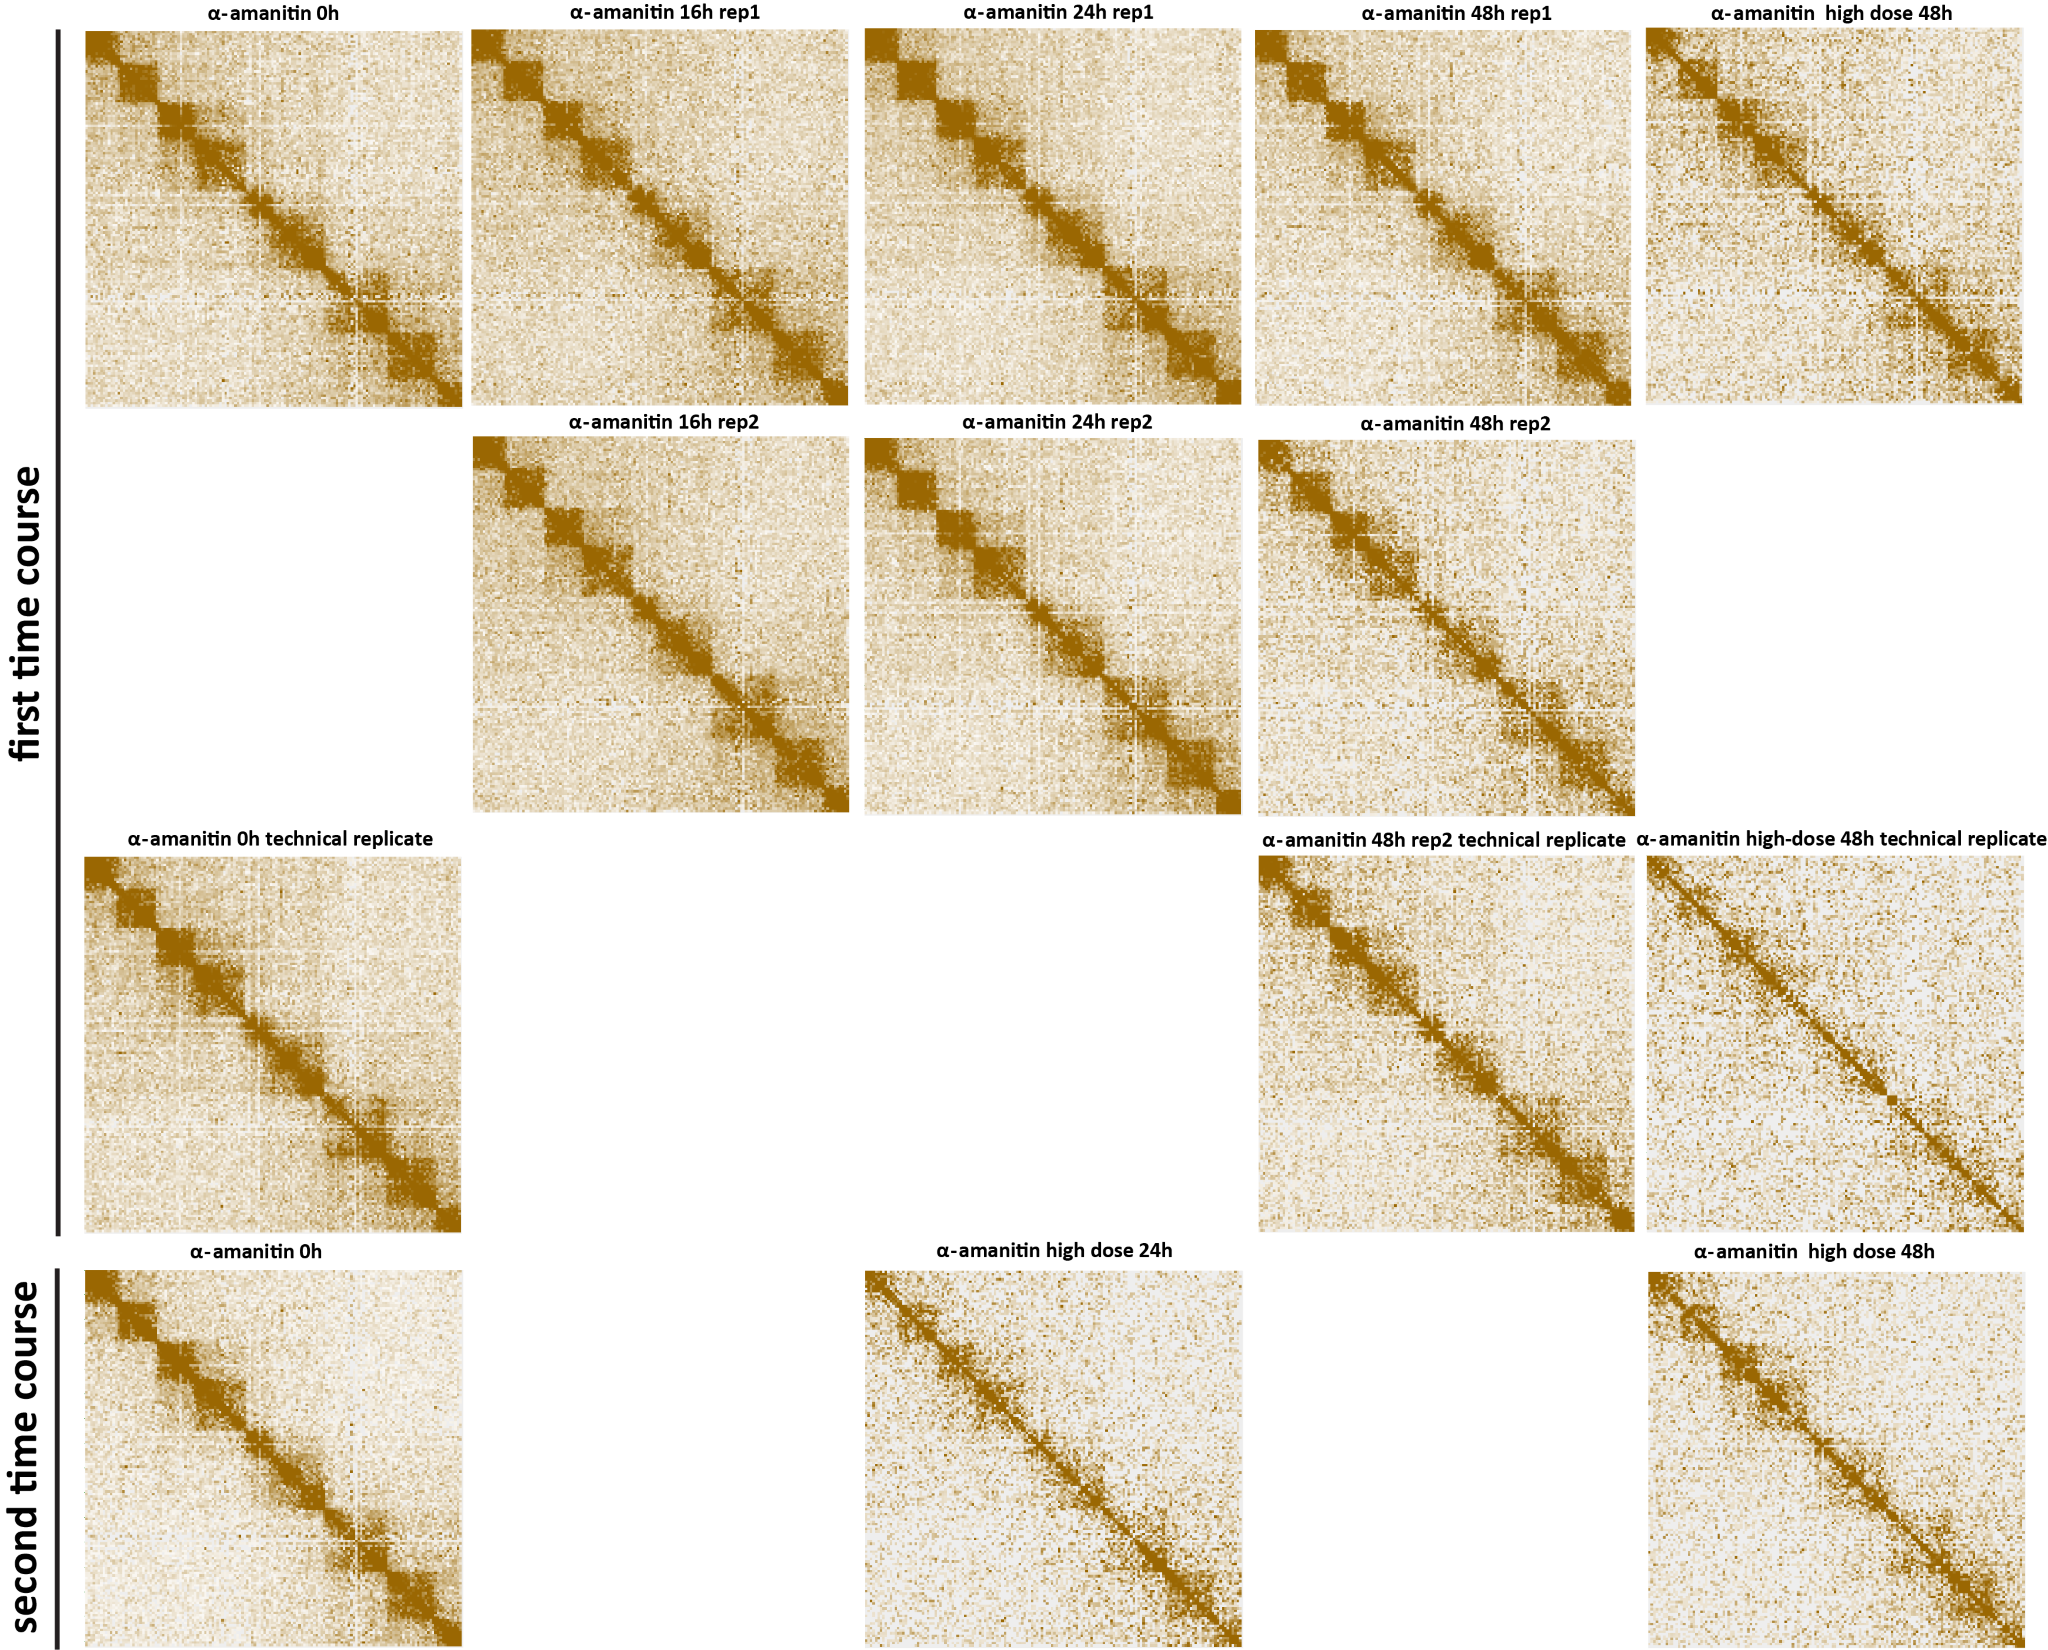 α-amanitin 0h
α-amanitin 16h rep1
α-amanitin 24h rep1
α-amanitin 48h rep1
α-amanitin high dose 48h
first time course
α-amanitin 16h rep2
α-amanitin 24h rep2
α-amanitin 48h rep2
α-amanitin 0h technical replicate
α-amanitin 48h rep2 technical replicate
α-amanitin high-dose 48h technical replicate
second time course
α-amanitin 0h
α-amanitin high dose 24h
α-amanitin high dose 48h